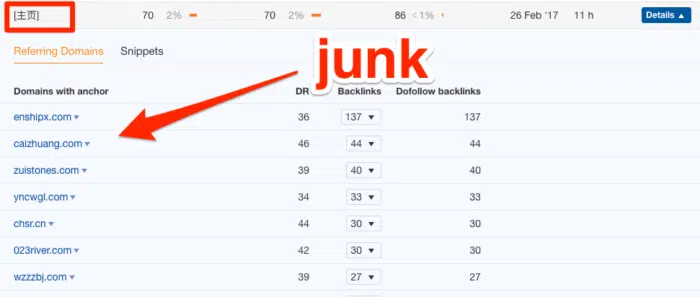 [主页] 70 2% 70 2% 86 <1% 26 Feb '17 11 h Details ▲
Referring Domains Snippets
junk
Domains with anchor DR Backlinks Dofollow backlinks
enshipx.com 36 137 137
caizhuang.com 46 44 44
zuistones.com 39 40 40
yncwgl.com 34 33 33
chsr.cn 44 30 30
023river.com 42 30 30
wzzzbj.com 39 27 27